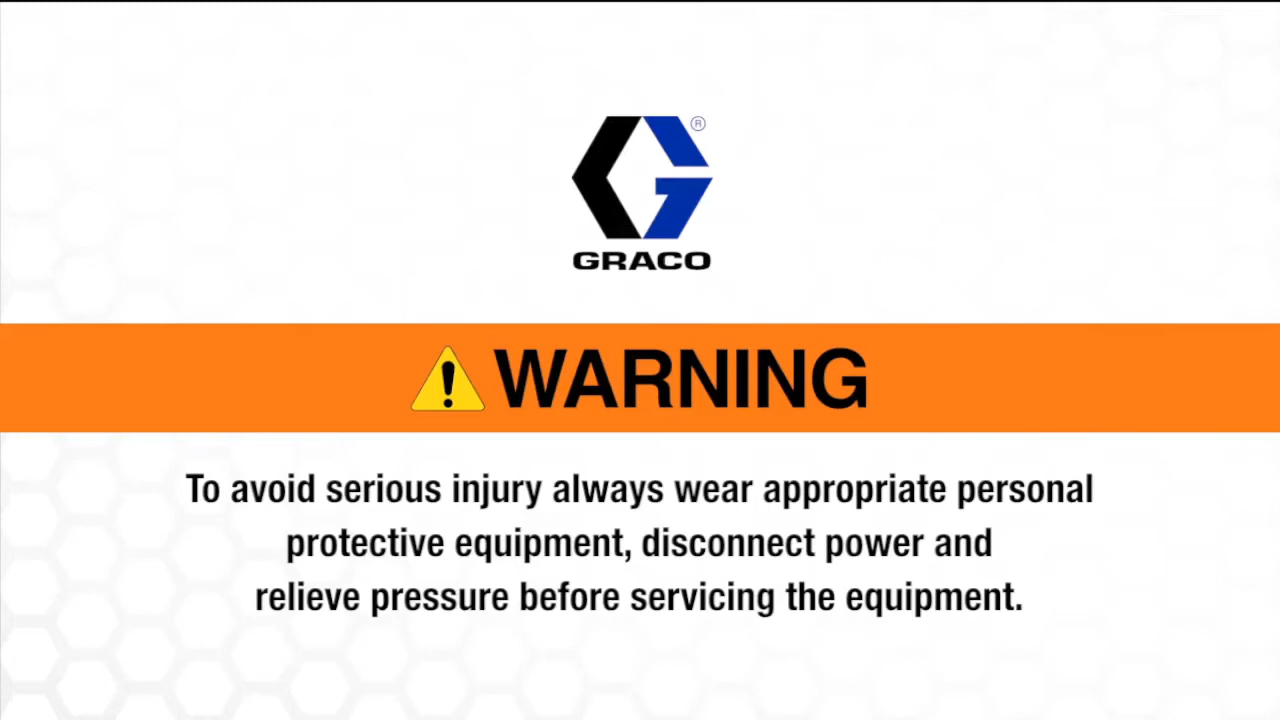 ®
GRACO
WARNING
To avoid serious injury always wear appropriate personal
protective equipment, disconnect power and
relieve pressure before servicing the equipment.